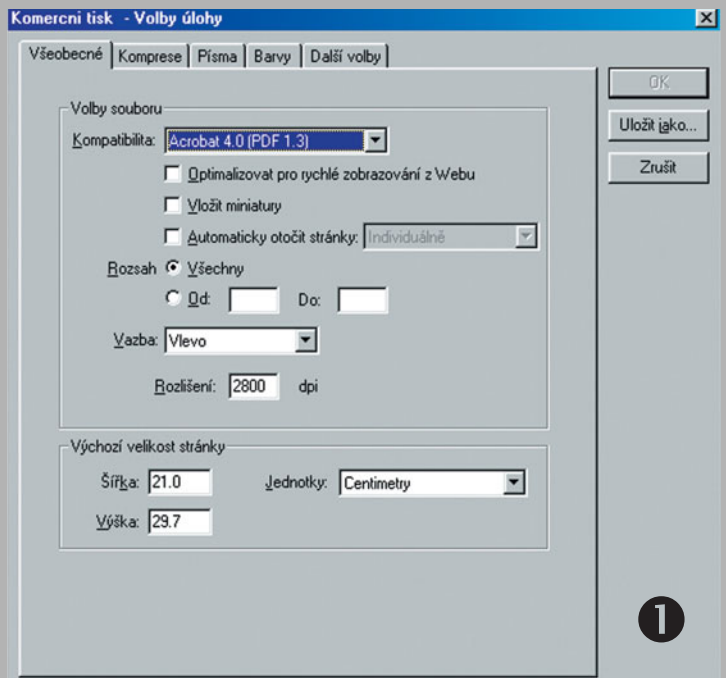 Komercni tisk - Volby úlohy
Všeobecné Komprese Písma Barvy Další volby
OK
Uložit jako...
Zrušit
Volby souboru
Kompatibilita: Acrobat 4.0 (PDF 1.3)
Optimalizovat pro rychlé zobrazování z Webu
Vložit miniatury
Automaticky otočit stránky: Individuálně
Rozsah Všechny
Od: Do:
Vazba: Vlevo
Rozlišení: 2800 dpi
Výchozí velikost stránky
Šířka: 21.0 Jednotky: Centimetry
Výška: 29.7
1